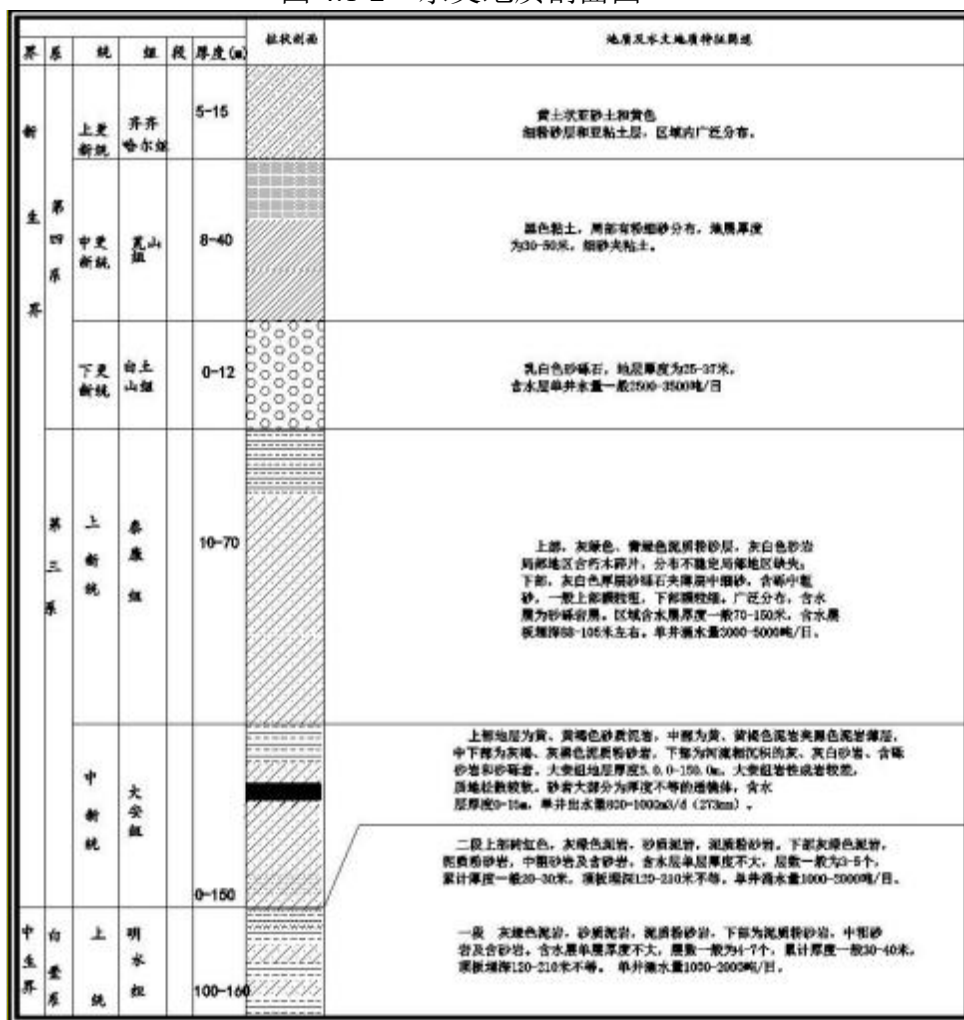 界 系 统 组 段 厚度(m) 柱状剖面 地质及水文地质特征简述
新生界
第四系
上更新统
齐齐哈尔组
5-15
黄土状亚砂土和黄色
细粉砂层和亚粘土层，区域内广泛分布。
中更新统
荒山组
8-40
黑色粘土，局部有粉细砂分布，地层厚度
为30-50米，细砂夹粘土。
下更新统
白土山组
0-12
乳白色砂砾石，地层厚度为25-37米，
含水层单井水量一般2500-3500吨/日
第三系
上新统
泰康组
10-70
上部，灰绿色、黄绿色泥质粉砂层，灰白色砂岩
局部地区含朽木碎片，分布不稳定局部地区缺失；
下部，灰白色厚层砂砾石夹薄层中细砂，含砾中粗
砂，一般上部颗粒粗，下部颗粒细，广泛分布，含水
层为砂砾岩层。区域含水层厚度一般70-150米，含水层
板埋深88-105米左右。单井涌水量3000-5000吨/日。
中新统
大安组
0-150
上部地层为黄、黄褐色砂质泥岩，中部为黄、黄褐色泥岩夹黑色泥岩薄层，
中下部为灰褐、灰黑色泥质粉砂岩，下部为河流相沉积的灰、灰白砂岩、含砾
砂岩和砂砾岩。大安组地层厚度5.0.0-150.0m。大安组岩性成岩较差，
质地松散较软。砂岩大部分为厚度不等的透镜体，含水
层厚度0-15m，单井出水量800-1000m3/d（273mm）。
二段上部砖红色，灰绿色泥岩，砂质泥岩，泥质粉砂岩。下部灰绿色泥岩，
泥质粉砂岩，中粗砂岩及含砂岩，含水层单层厚度不大，层数一般为3-5个，
累计厚度一般20-30米，顶板埋深120-210米不等。单井涌水量1000-2000吨/日。
中生界
白垩系
上统
明水组
100-160
一段 灰绿色泥岩，砂质泥岩，泥质粉砂岩，下部为泥质粉砂岩，中粗砂
岩及含砂岩。含水层单层厚度不大，层数一般为4-7个，累计厚度一般30-40米，
顶板埋深120-210米不等。 单井涌水量1000-2000吨/日。